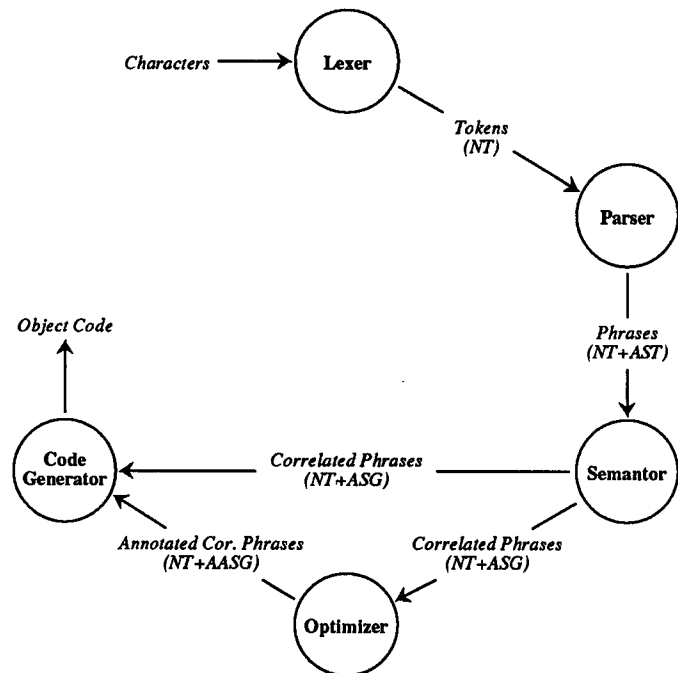 Characters
Lexer
Tokens
(NT)
Parser
Phrases
(NT+AST)
Object Code
Code
Generator
Correlated Phrases
(NT+ASG)
Semantor
Annotated Cor. Phrases
(NT+AASG)
Correlated Phrases
(NT+ASG)
Optimizer